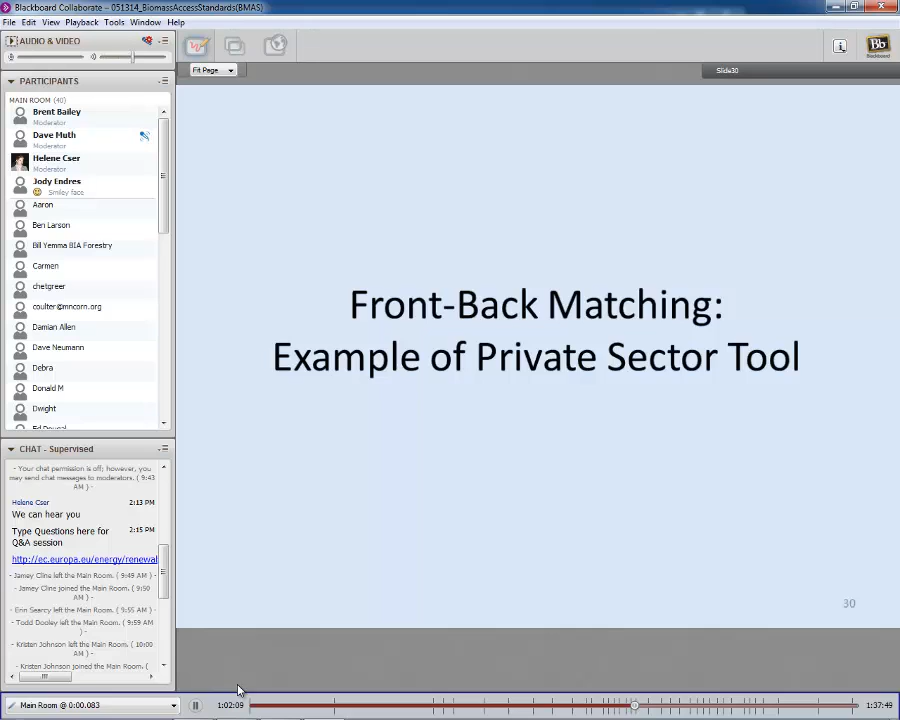 Blackboard Collaborate – 051314_BiomassAccessStandards(BMAS)
File Edit View Playback Tools Window Help
AUDIO & VIDEO
Fit Page
Slide30
Bb
Blackboard
PARTICIPANTS
MAIN ROOM (40)
Brent Bailey
Moderator
Dave Muth
Moderator
Helene Cser
Moderator
Jody Endres
Smiley face
Aaron
Ben Larson
Bill Yemma BIA Forestry
Carmen
chetgreer
coulter@mncorn.org
Damian Allen
Dave Neumann
Debra
Donald M
Dwight
Front-Back Matching:
Example of Private Sector Tool
30
CHAT - Supervised
- Your chat permission is off; however, you
may send chat messages to moderators. ( 9:43
AM ) -
Helene Cser 2:13 PM
We can hear you
Type Questions here for 2:15 PM
Q&A session
http://ec.europa.eu/energy/renewal
- Jamey Cline left the Main Room. ( 9:49 AM ) -
- Jamey Cline joined the Main Room. ( 9:50
AM ) -
- Erin Searcy left the Main Room. ( 9:55 AM ) -
- Todd Dooley left the Main Room. ( 9:59 AM
) -
- Kristen Johnson left the Main Room. ( 10:00
AM ) -
- Kristen Johnson joined the Main Room. (
Main Room @ 0:00.083
1:02:09
1:37:49